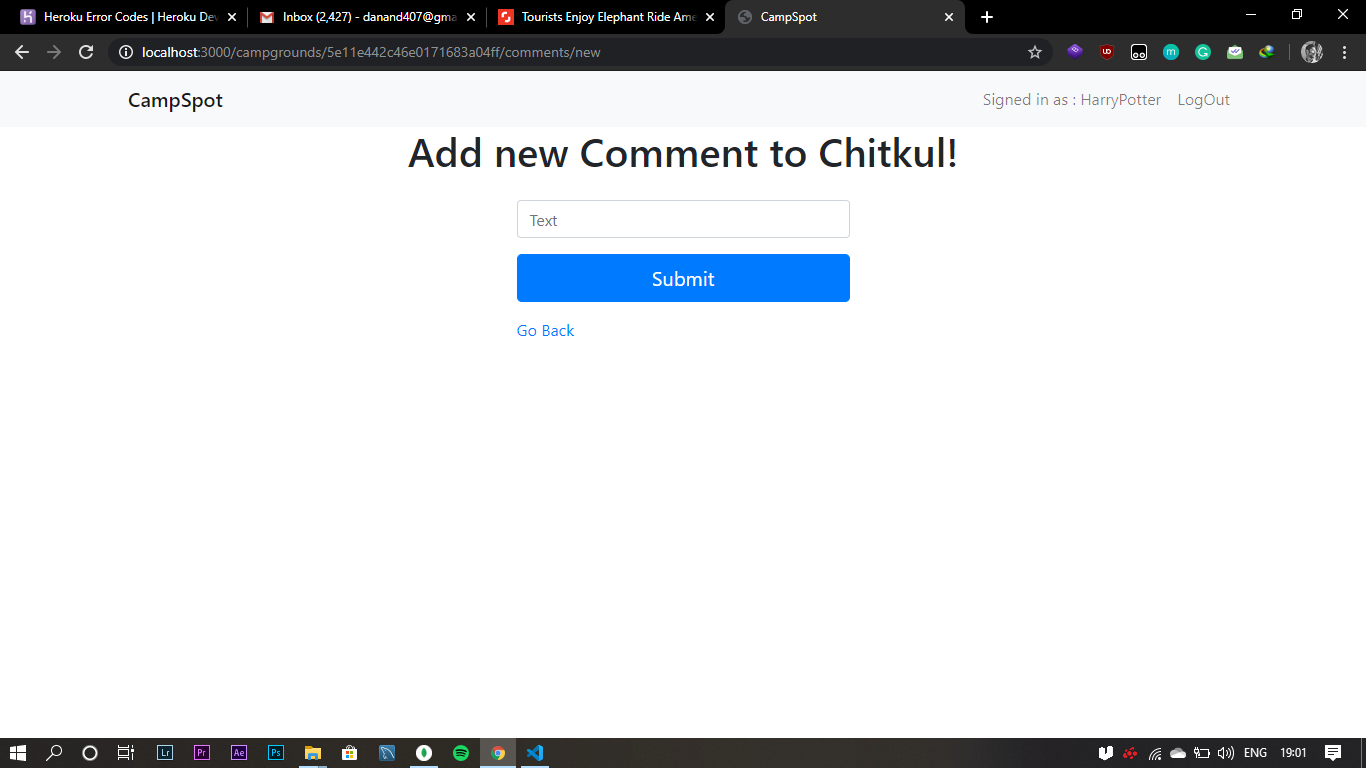 Heroku Error Codes | Heroku Dev
Inbox (2,427) - danand407@gma
Tourists Enjoy Elephant Ride Ame
CampSpot
localhost:3000/campgrounds/5e11e442c46e0171683a04ff/comments/new
CampSpot
Signed in as : HarryPotter
LogOut
Add new Comment to Chitkul!
Text
Submit
Go Back
Lr
Pr
Ae
Ps
ENG
19:01